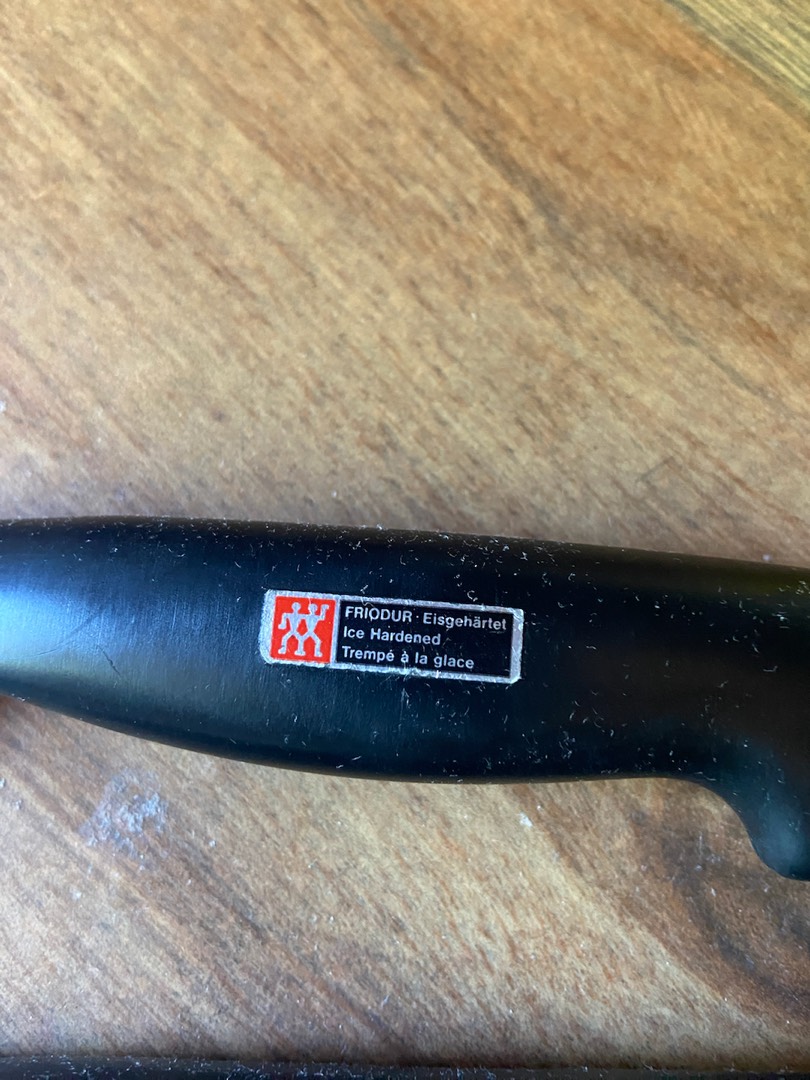 FRIODUR · Eisgehärtet
Ice Hardened
Trempé à la glace